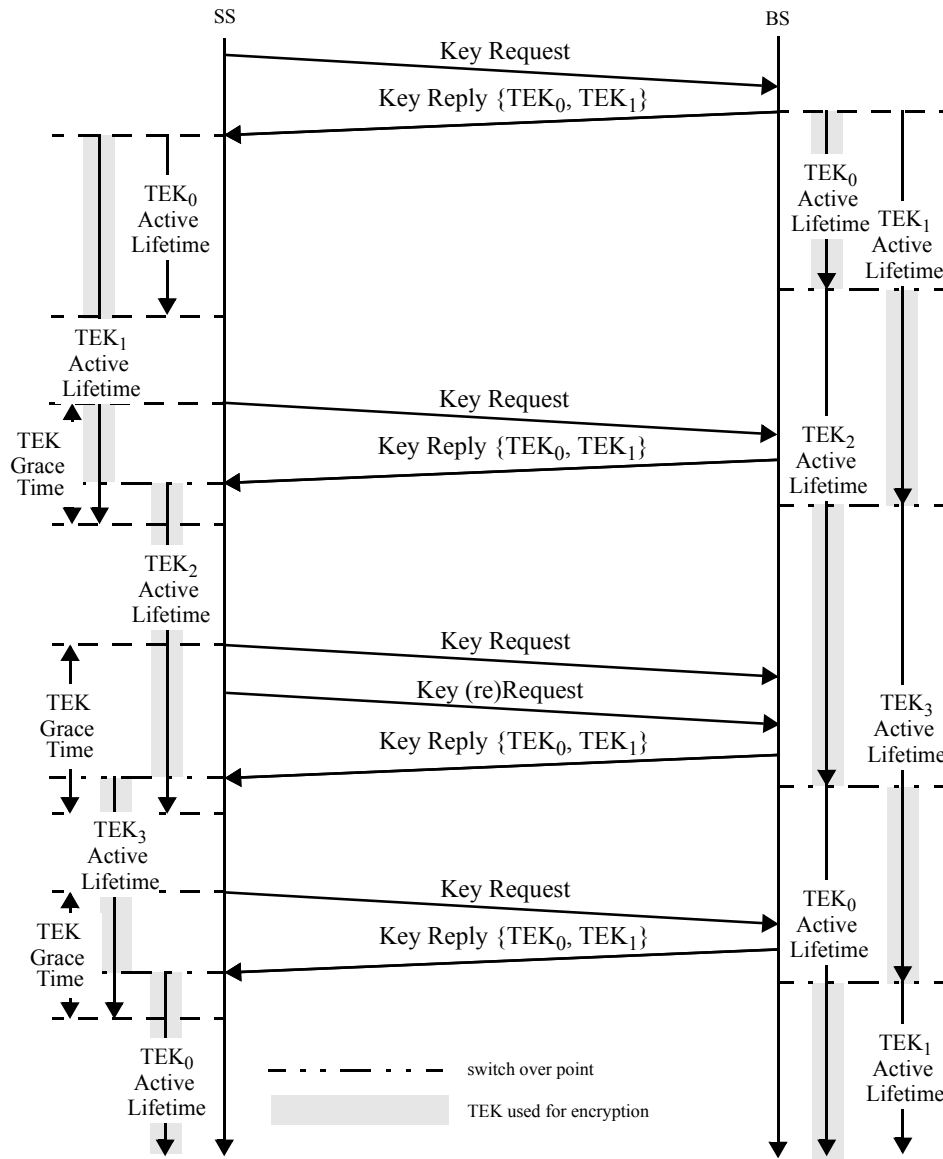 SS
BS
Key Request
Key Reply {TEK₀, TEK₁}
TEK₀
Active
Lifetime
TEK₀
Active
Lifetime
TEK₁
Active
Lifetime
TEK₁
Active
Lifetime
Key Request
Key Reply {TEK₀, TEK₁}
TEK
Grace
Time
TEK₂
Active
Lifetime
TEK₂
Active
Lifetime
Key Request
Key (re)Request
Key Reply {TEK₀, TEK₁}
TEK
Grace
Time
TEK₃
Active
Lifetime
TEK₃
Active
Lifetime
Key Request
Key Reply {TEK₀, TEK₁}
TEK
Grace
Time
TEK₀
Active
Lifetime
TEK₀
Active
Lifetime
TEK₁
Active
Lifetime
switch over point
TEK used for encryption